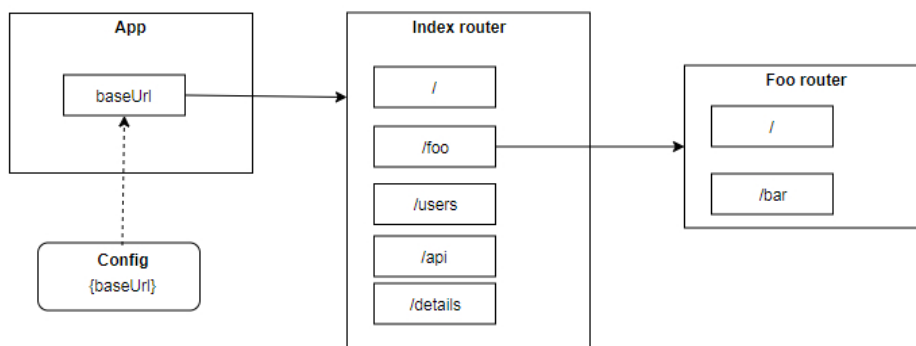 App
baseUrl
Config
{baseUrl}
Index router
/
/foo
/users
/api
/details
Foo router
/
/bar